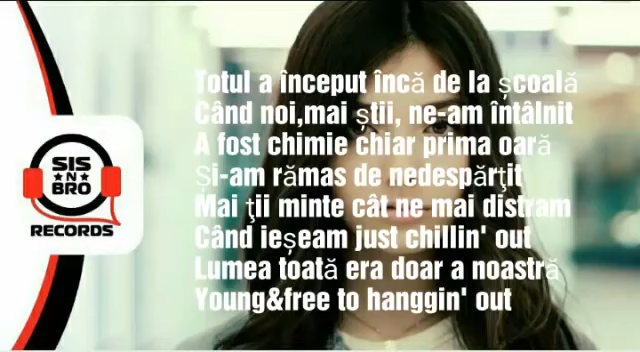 SIS
N
BRO
RECORDS
Totul a început încă de la școală
Când noi,mai știi, ne-am întâlnit
A fost chimie chiar prima oară
Și-am rămas de nedespărţit
Mai ţii minte cât ne mai distram
Când ieșeam just chillin' out
Lumea toată era doar a noastră
Young&free to hanggin' out